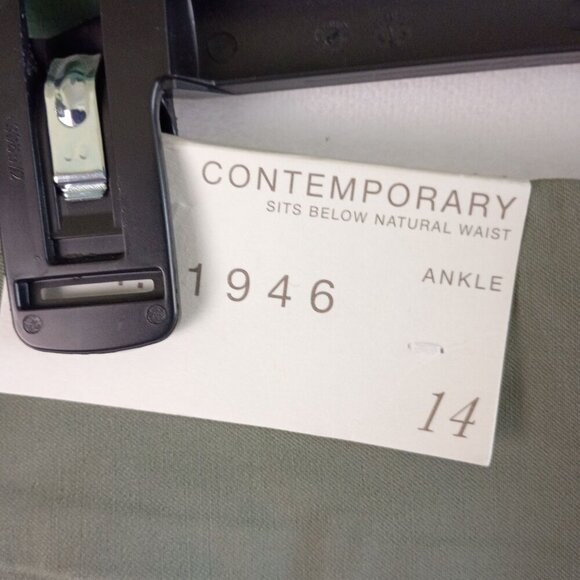 CONTEMPORARY
SITS BELOW NATURAL WAIST
ANKLE
1946
14